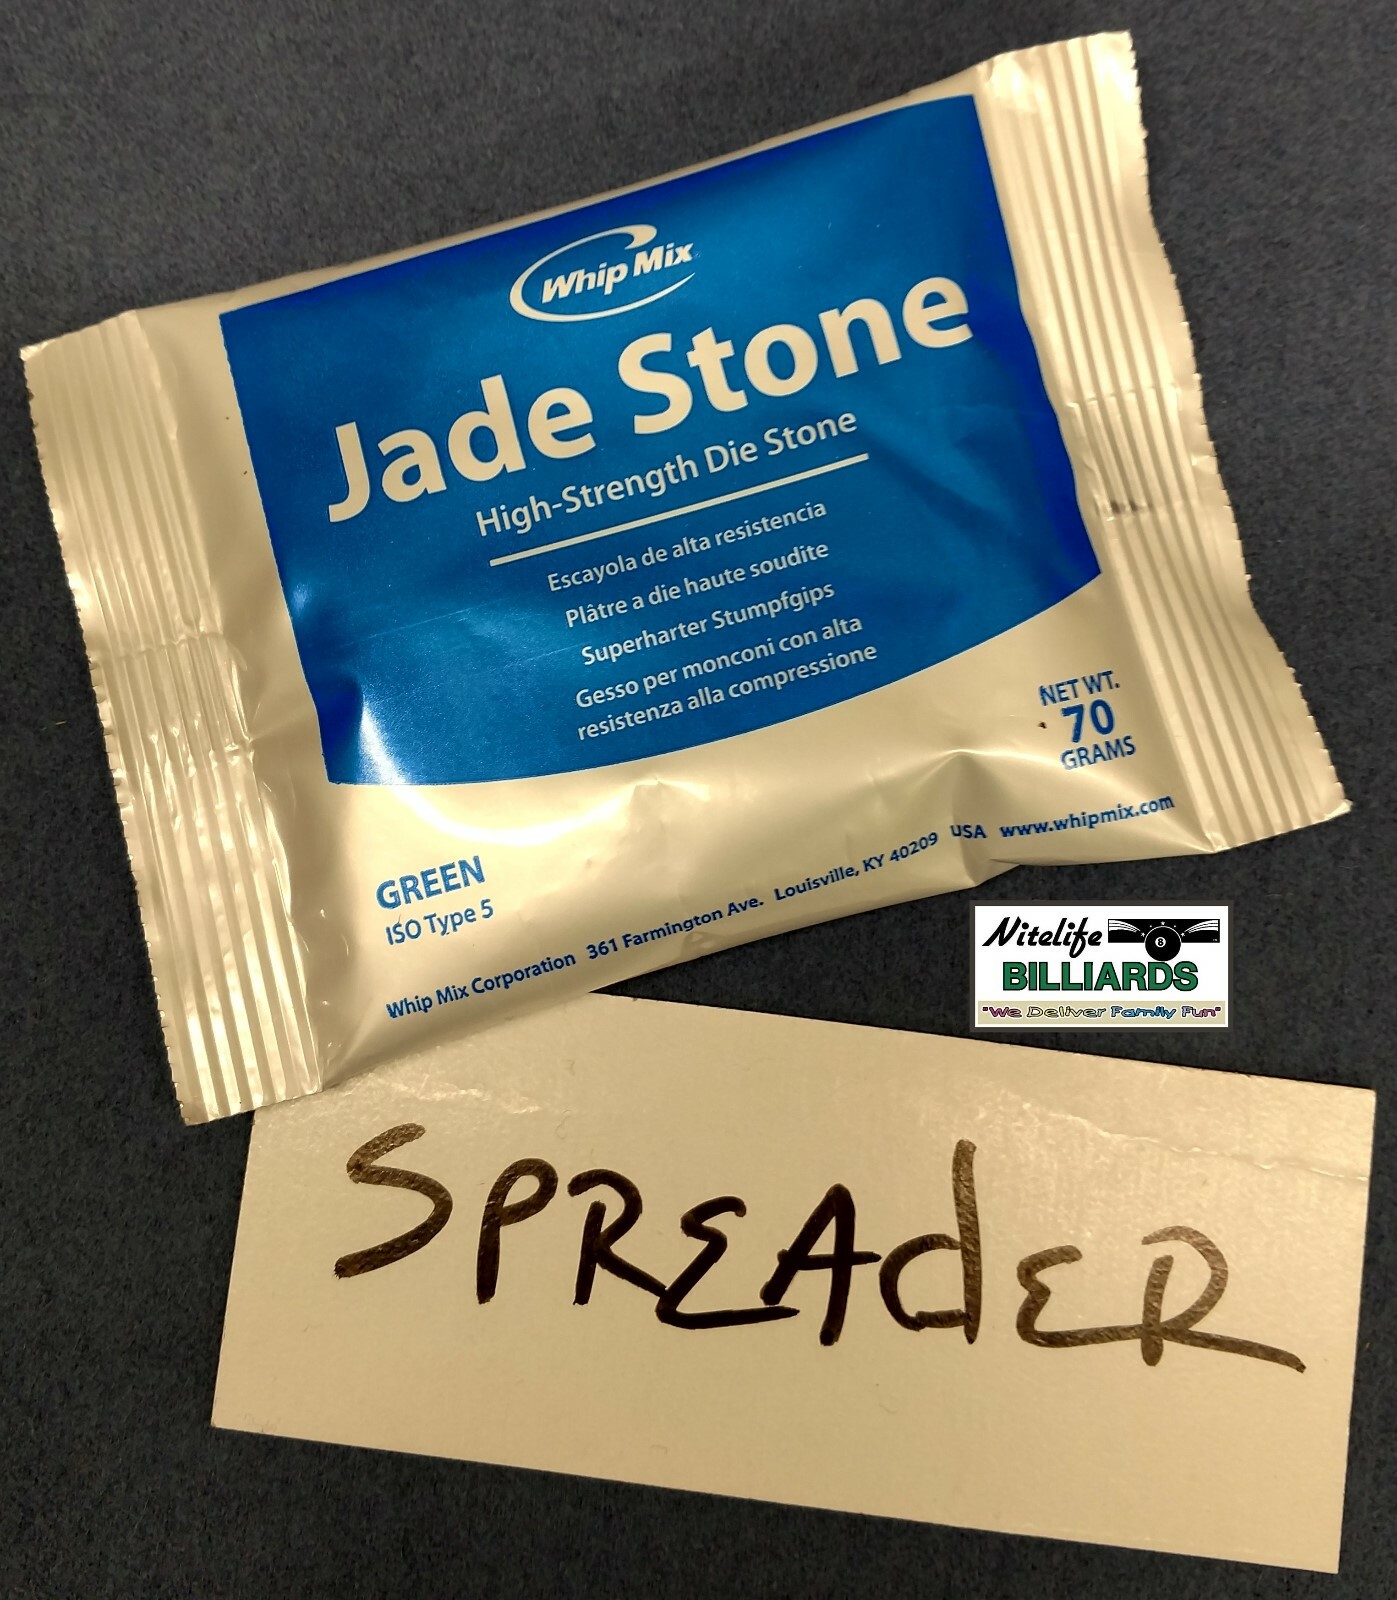 Whip Mix
Jade Stone
High-Strength Die Stone
Escayola de alta resistencia
Plâtre a die haute soudite
Superharter Stumpfgips
Gesso per monconi con alta
resistenza alla compressione
NET WT.
70
GRAMS
GREEN
ISO Type 5
Whip Mix Corporation 361 Farmington Ave. Louisville, KY 40209 USA www.whipmix.com
Nitelife
8
BILLIARDS
"We Deliver Family Fun"
SPREAdER